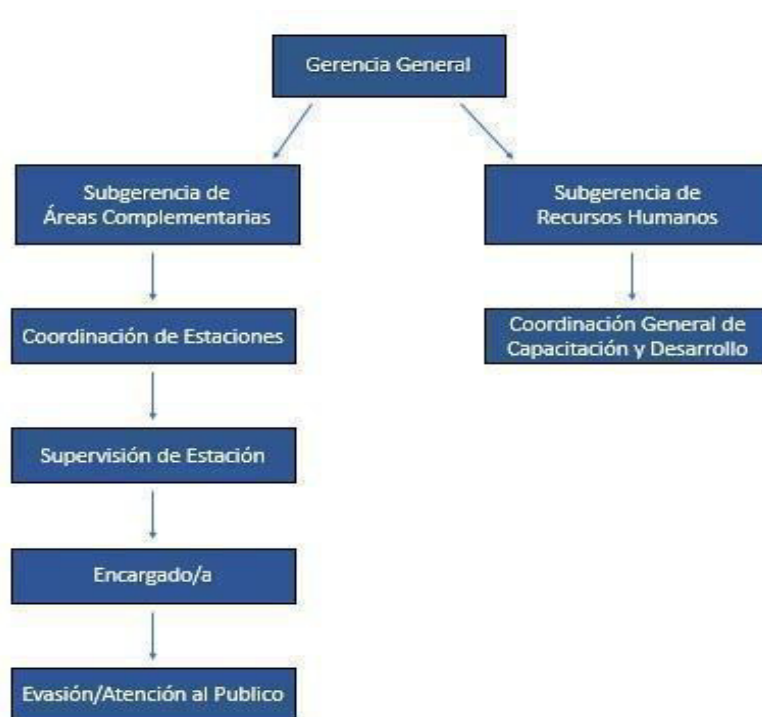 Gerencia General
Subgerencia de
Áreas Complementarias
Subgerencia de
Recursos Humanos
Coordinación de Estaciones
Coordinación General de
Capacitación y Desarrollo
Supervisión de Estación
Encargado/a
Evasión/Atención al Publico